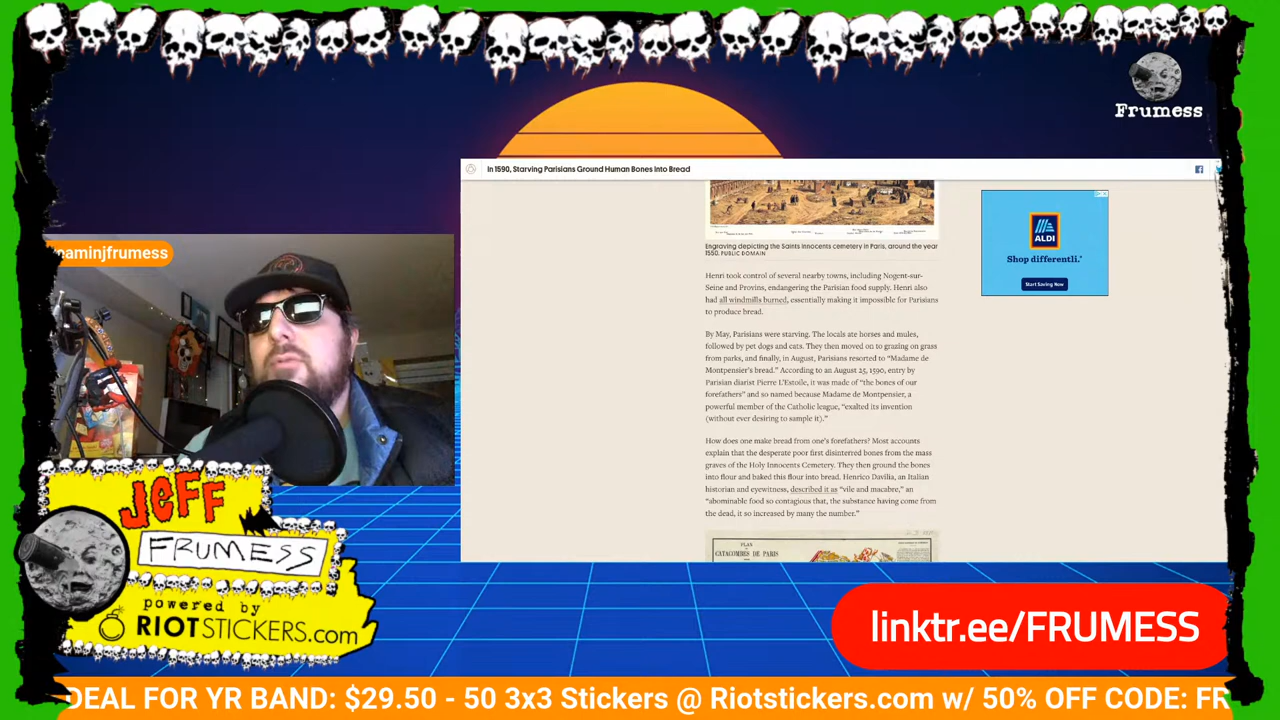 Frumess
In 1590, Starving Parisians Ground Human Bones Into Bread
Engraving depicting the Saints Innocents cemetery in Paris, around the year
1550. PUBLIC DOMAIN
ALDI
Shop differentli.
Start Saving Now
Henri took control of several nearby towns, including Nogent-sur-
Seine and Provins, endangering the Parisian food supply. Henri also
had all windmills burned, essentially making it impossible for Parisians
to produce bread.
By May, Parisians were starving. The locals ate horses and mules,
followed by pet dogs and cats. They then moved on to grazing on grass
from parks, and finally, in August, Parisians resorted to “Madame de
Montpensier’s bread.” According to an August 25, 1590, entry by
Parisian diarist Pierre L’Estoile, it was made of “the bones of our
forefathers” and so named because Madame de Montpensier, a
powerful member of the Catholic league, “exalted its invention
(without ever desiring to sample it).”
How does one make bread from one’s forefathers? Most accounts
explain that the desperate poor first disinterred bones from the mass
graves of the Holy Innocents Cemetery. They then ground the bones
into flour and baked this flour into bread. Henrico Davilla, an Italian
historian and eyewitness, described it as “vile and macabre,” an
“abominable food so contagious that, the substance having come from
the dead, it so increased by many the number.”
PLAN
CATACOMBES DE PARIS
eaminjfrumess
JEFF
FRUMESS
powered by
RIOTSTICKERS.com
linktr.ee/FRUMESS
DEAL FOR YR BAND: $29.50 - 50 3x3 Stickers @ Riotstickers.com w/ 50% OFF CODE: FR